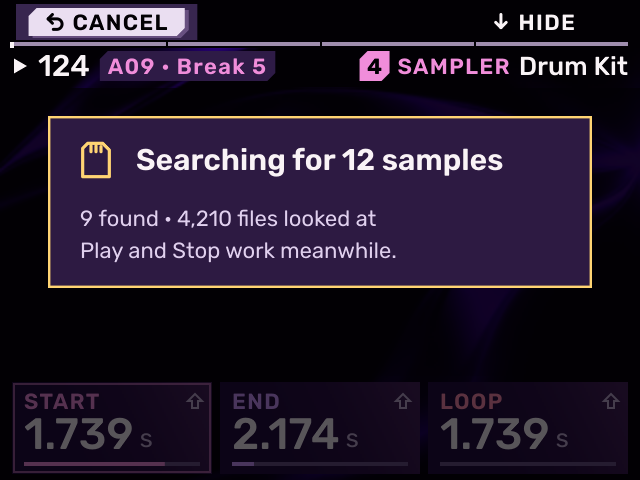 CANCEL
HIDE
124 A09 • Break 5
4 SAMPLER Drum Kit
Searching for 12 samples
9 found • 4,210 files looked at
Play and Stop work meanwhile.
START
1.739 s
END
2.174 s
LOOP
1.739 s